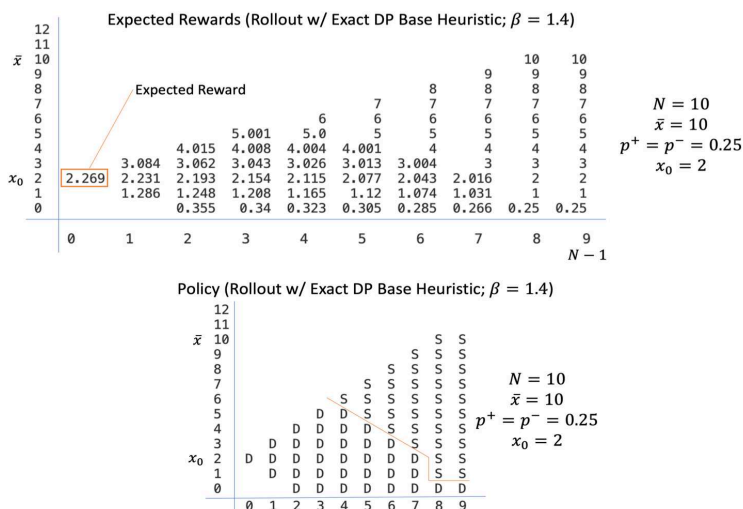 Expected Rewards (Rollout w/ Exact DP Base Heuristic; β = 1.4)
12
11
x̄ 10 10 10
9 9 9 9
Expected Reward
8 8 8 8 8
7 7 7 7 7 7
6 6 6 6 6 6 6
5 5.001 5.0 5 5 5 5 5
4 4.015 4.008 4.004 4.001 4 4 4 4
3 3.084 3.062 3.043 3.026 3.013 3.004 3 3 3
x₀ 2 2.269 2.231 2.193 2.154 2.115 2.077 2.043 2.016 2 2
1 1.286 1.248 1.208 1.165 1.12 1.074 1.031 1 1
0 0.355 0.34 0.323 0.305 0.285 0.266 0.25 0.25
0 1 2 3 4 5 6 7 8 9
N − 1
N = 10
x̄ = 10
p⁺ = p⁻ = 0.25
x₀ = 2
Policy (Rollout w/ Exact DP Base Heuristic; β = 1.4)
12
11
x̄ 10 S S
9 S S S
8 S S S S
7 S S S S S
6 S S S S S S
5 D D S S S S S
4 D D D D S S S S
3 D D D D D D S S S
x₀ 2 D D D D D D D D S S
1 D D D D D D D S S
0 D D D D D D D D
0 1 2 3 4 5 6 7 8 9
N = 10
x̄ = 10
p⁺ = p⁻ = 0.25
x₀ = 2